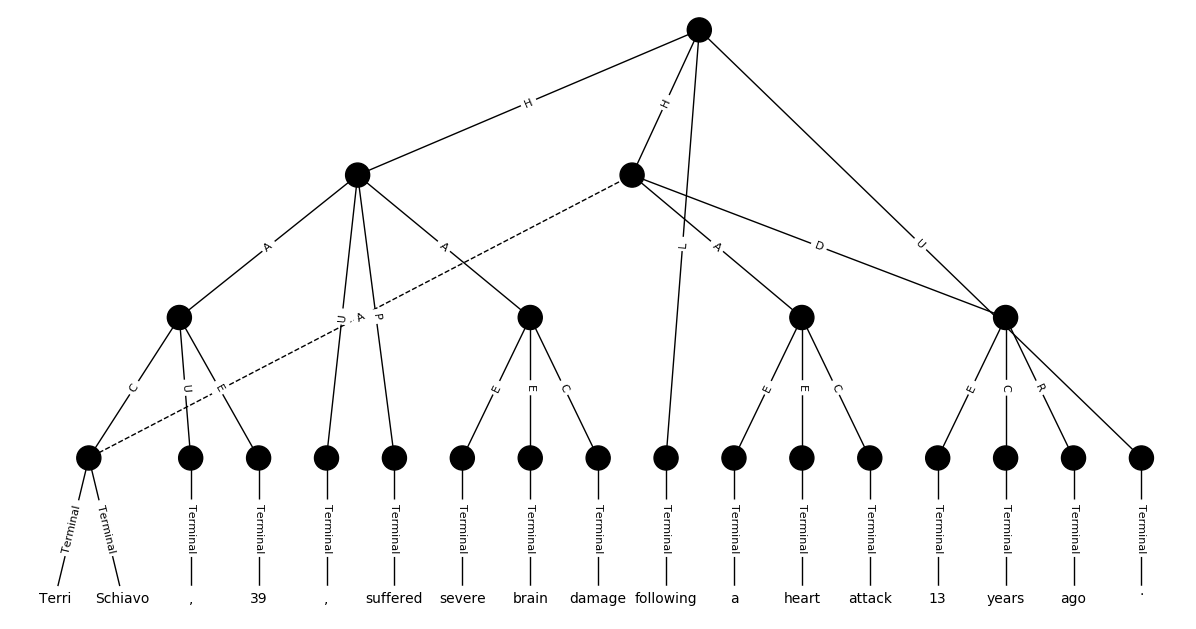 H H
A U P A A L A D U
C U E E E C E E C E C R
Terminal Terminal Terminal Terminal Terminal Terminal Terminal Terminal Terminal Terminal Terminal Terminal Terminal Terminal Terminal Terminal Terminal
Terri Schiavo , 39 , suffered severe brain damage following a heart attack 13 years ago .